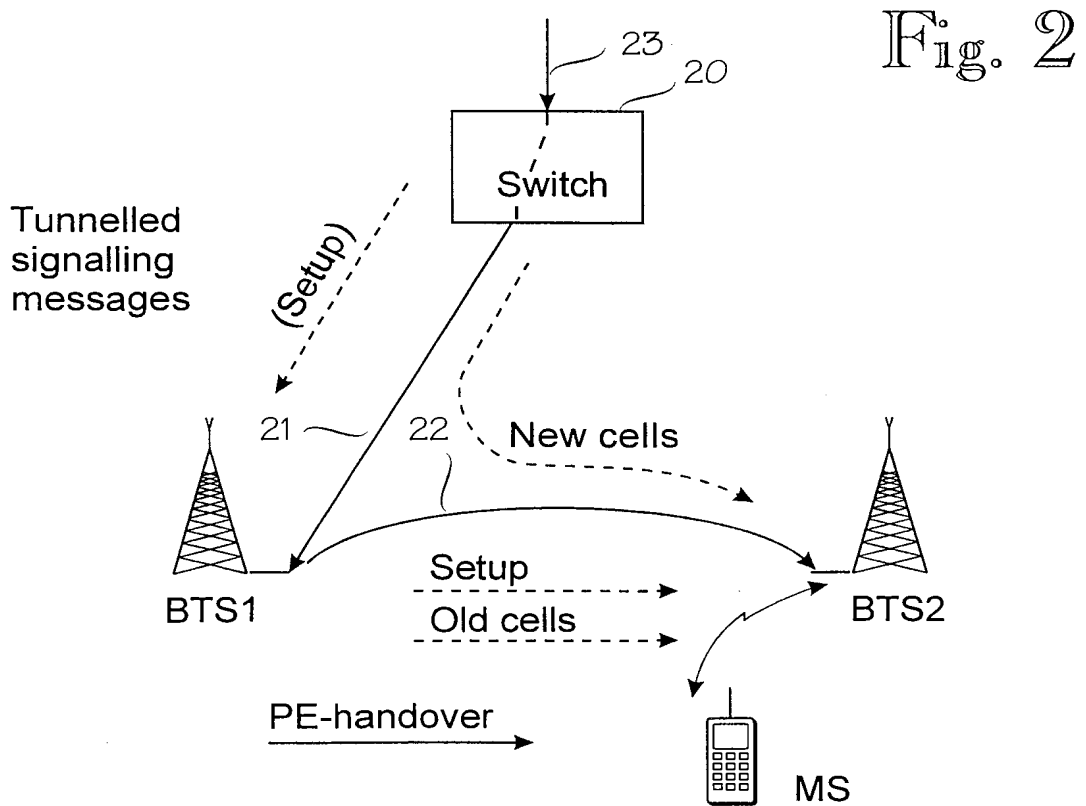 Fig. 2
23
20
Switch
Tunnelled
signalling
messages
(Setup)
21
22
New cells
Setup
Old cells
BTS1
BTS2
PE-handover
MS